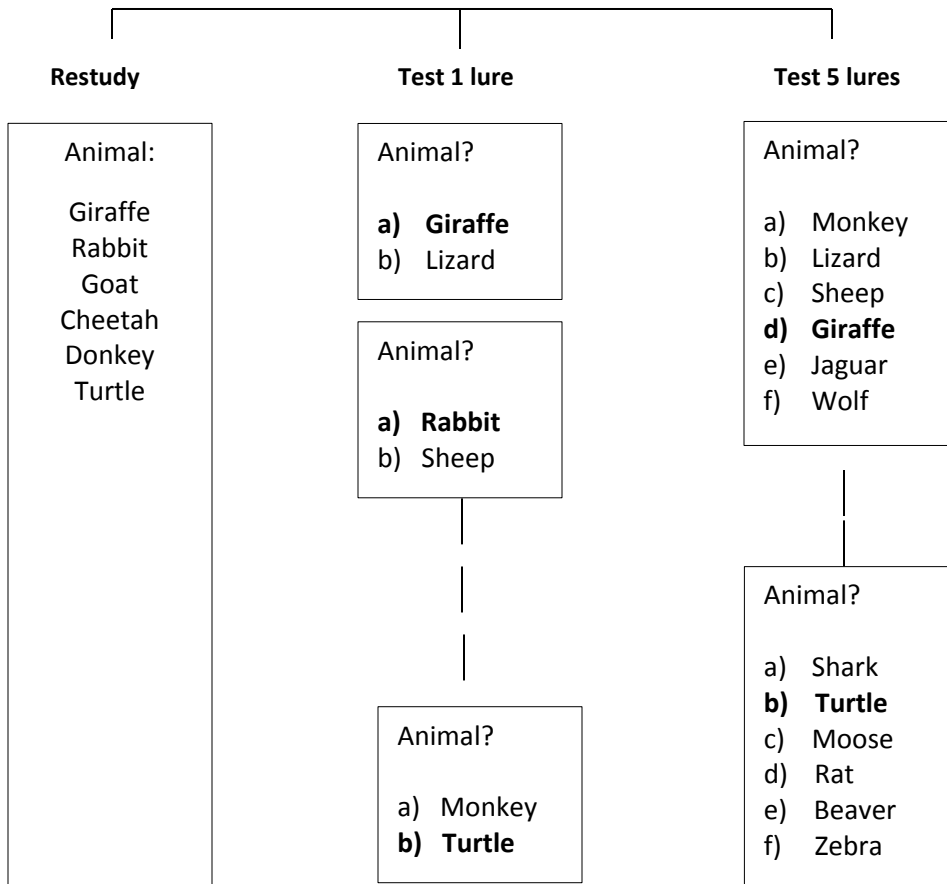 Restudy
Animal:
Giraffe
Rabbit
Goat
Cheetah
Donkey
Turtle
Test 1 lure
Animal?
a) Giraffe
b) Lizard
Animal?
a) Rabbit
b) Sheep
Animal?
a) Monkey
b) Turtle
Test 5 lures
Animal?
a) Monkey
b) Lizard
c) Sheep
d) Giraffe
e) Jaguar
f) Wolf
Animal?
a) Shark
b) Turtle
c) Moose
d) Rat
e) Beaver
f) Zebra